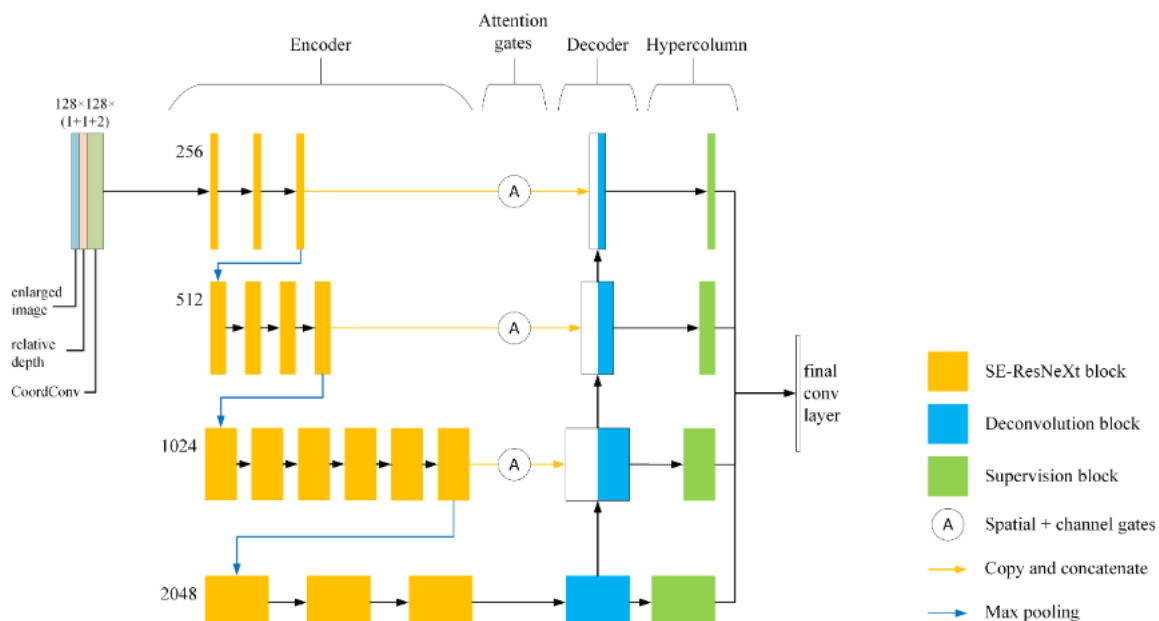 Encoder
Attention
gates
Decoder
Hypercolumn
128×128×
(1+1+2)
256
A
enlarged
image
relative
depth
CoordConv
512
A
1024
A
2048
final
conv
layer
SE-ResNeXt block
Deconvolution block
Supervision block
A
Spatial + channel gates
Copy and concatenate
Max pooling